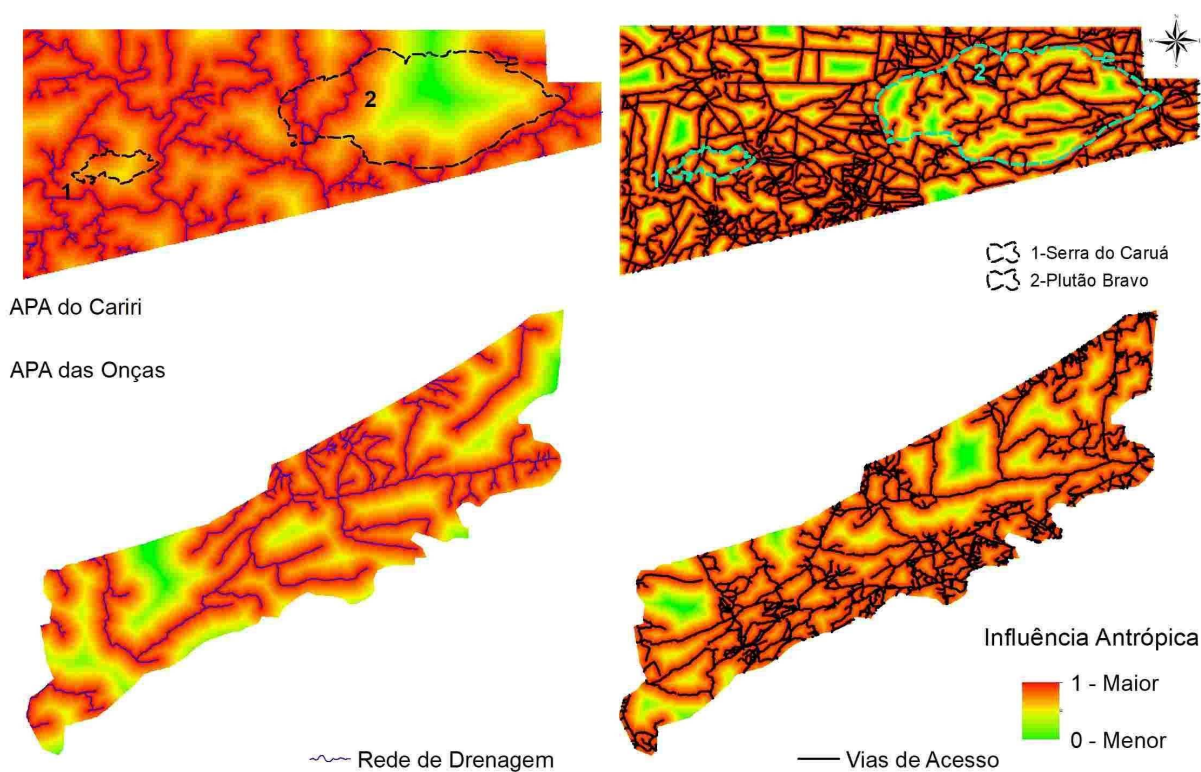 2
1
2
1
1-Serra do Caruá
2-Plutão Bravo
APA do Cariri
APA das Onças
Influência Antrópica
1 - Maior
0 - Menor
Rede de Drenagem
Vias de Acesso